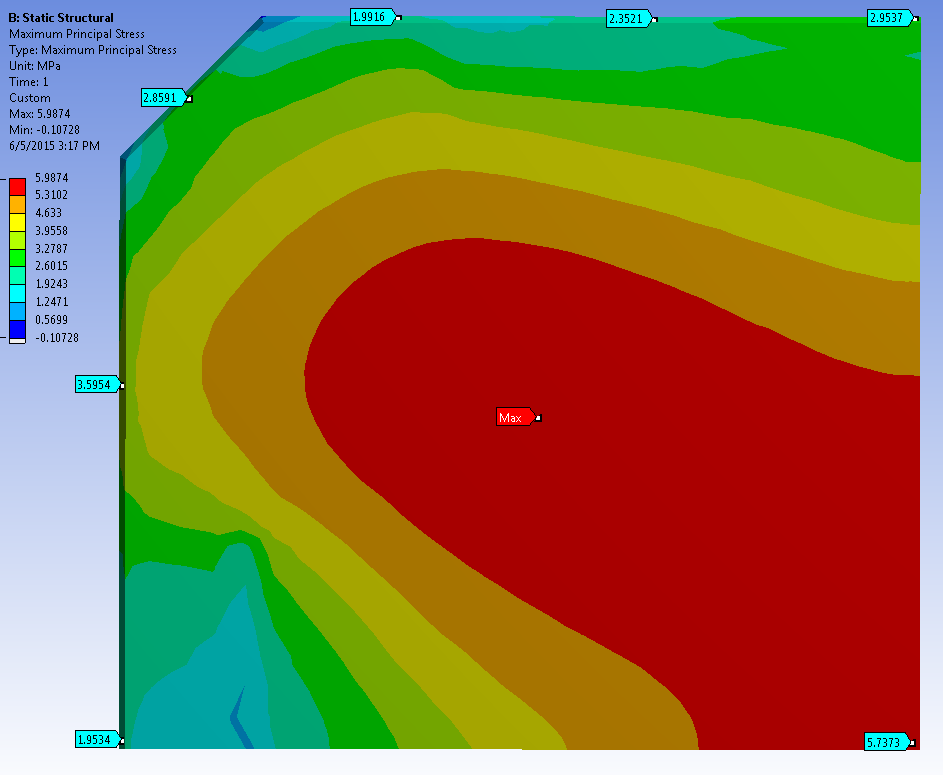 B: Static Structural
Maximum Principal Stress
Type: Maximum Principal Stress
Unit: MPa
Time: 1
Custom
Max: 5.9874
Min: -0.10728
6/5/2015 3:17 PM
5.9874
5.3102
4.633
3.9558
3.2787
2.6015
1.9243
1.2471
0.5699
-0.10728
1.9916
2.3521
2.9537
2.8591
3.5954
Max
1.9534
5.7373